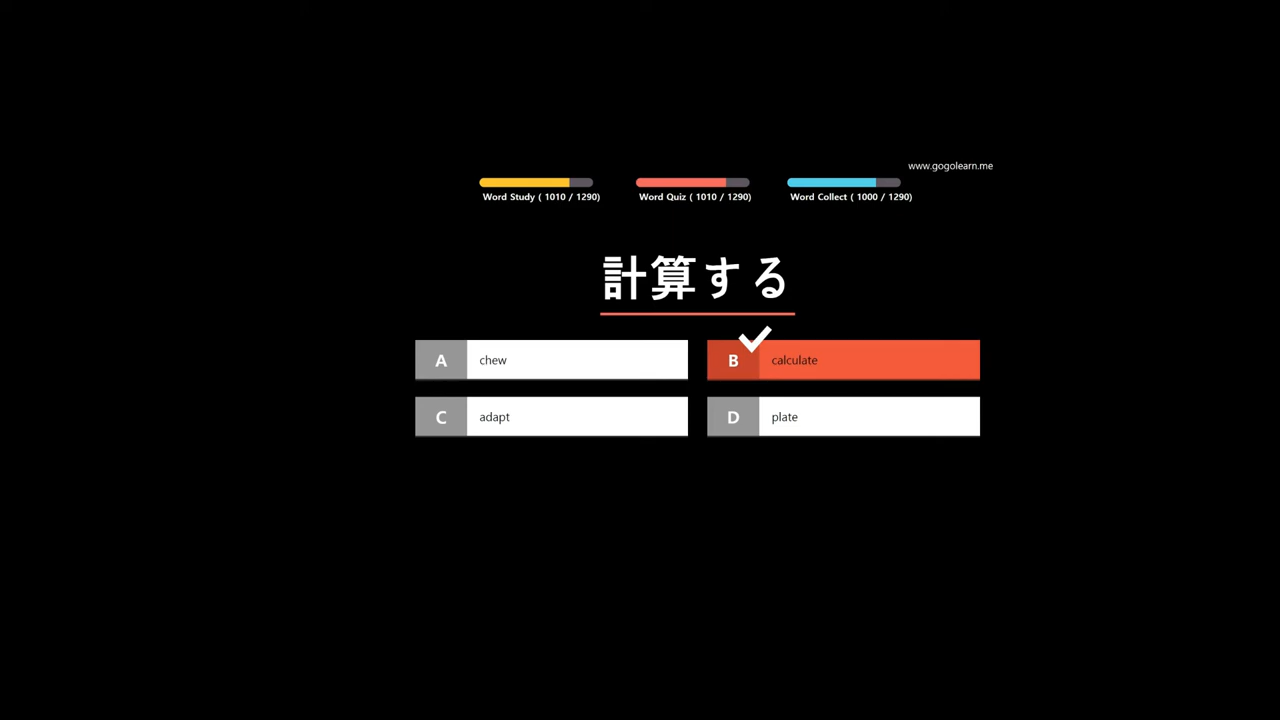 www.gogolearn.me
Word Study ( 1010 / 1290) Word Quiz ( 1010 / 1290) Word Collect ( 1000 / 1290)
計算する
A chew
B calculate
C adapt
D plate